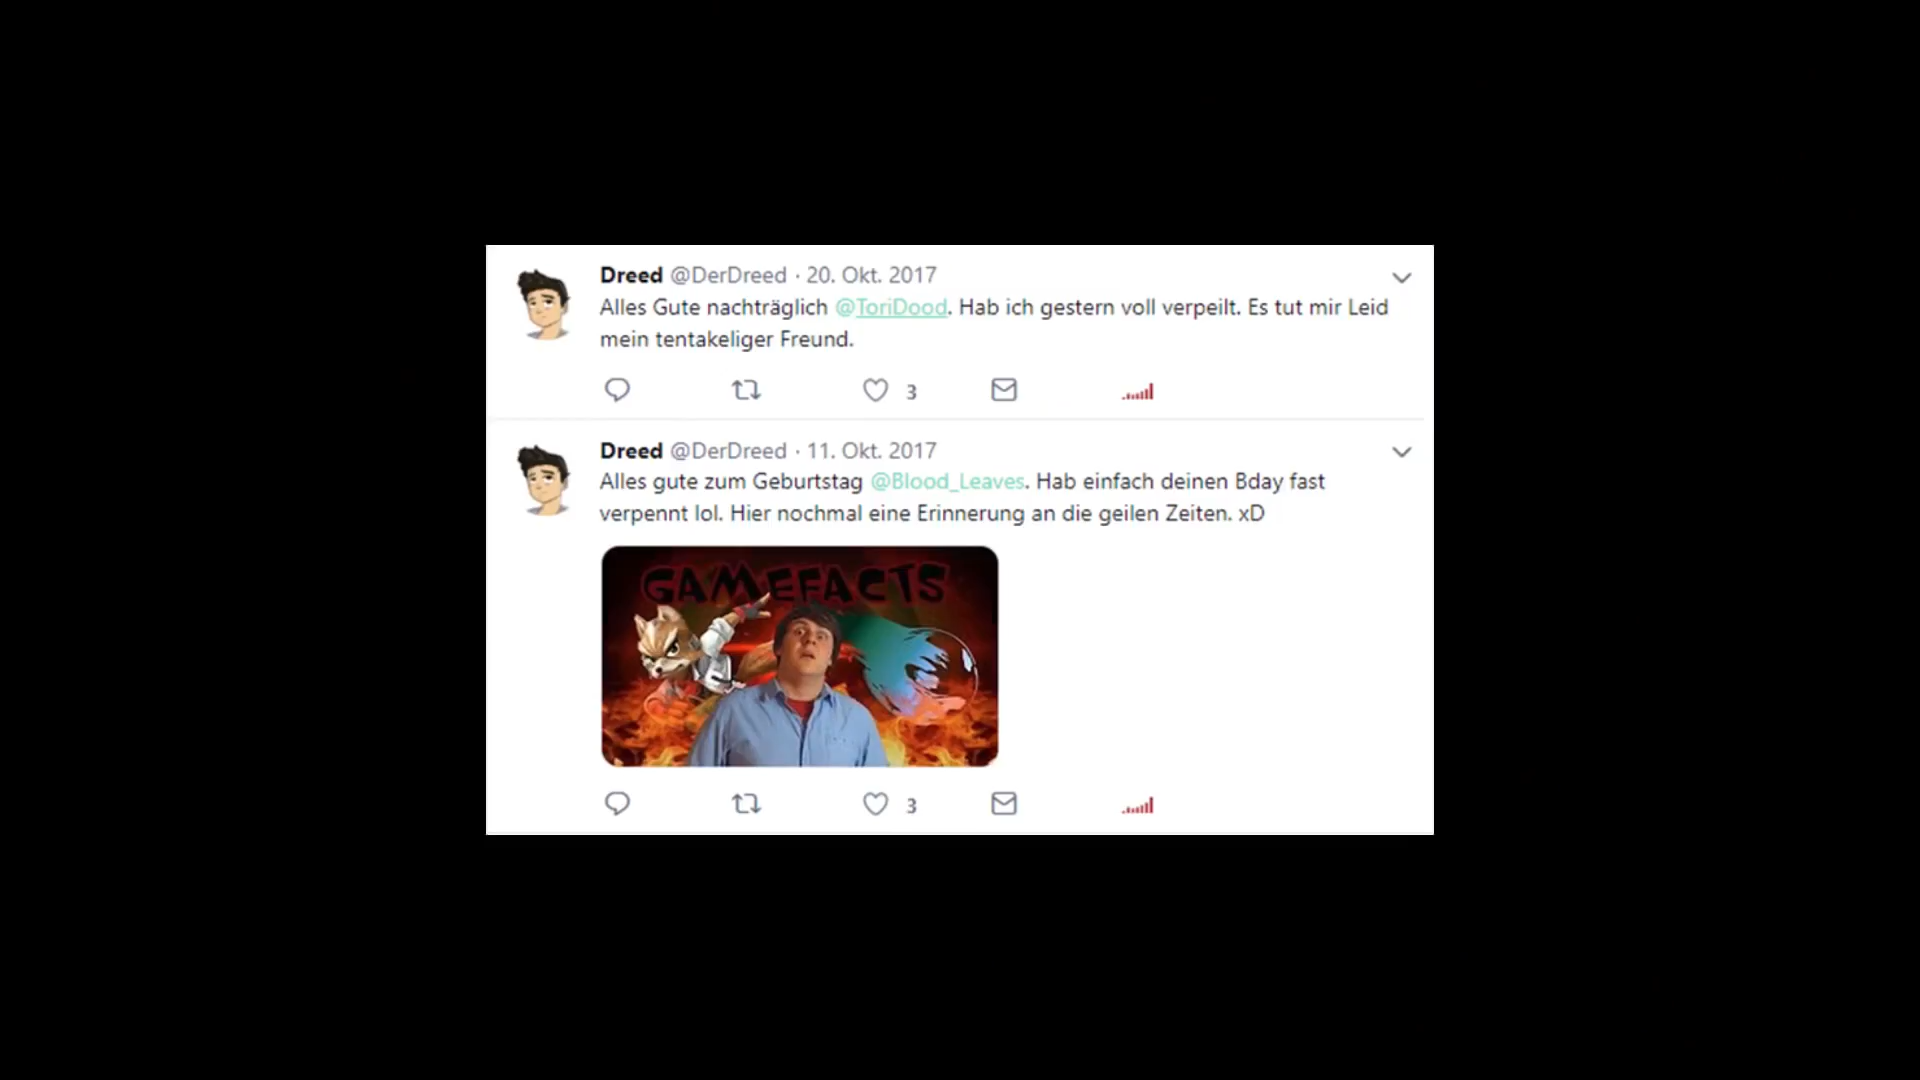 Dreed @DerDreed · 20. Okt. 2017
Alles Gute nachträglich @ToriDood. Hab ich gestern voll verpeilt. Es tut mir Leid
mein tentakeliger Freund.
3
Dreed @DerDreed · 11. Okt. 2017
Alles gute zum Geburtstag @Blood_Leaves. Hab einfach deinen Bday fast
verpennt lol. Hier nochmal eine Erinnerung an die geilen Zeiten. xD
GAMEFACTS
3